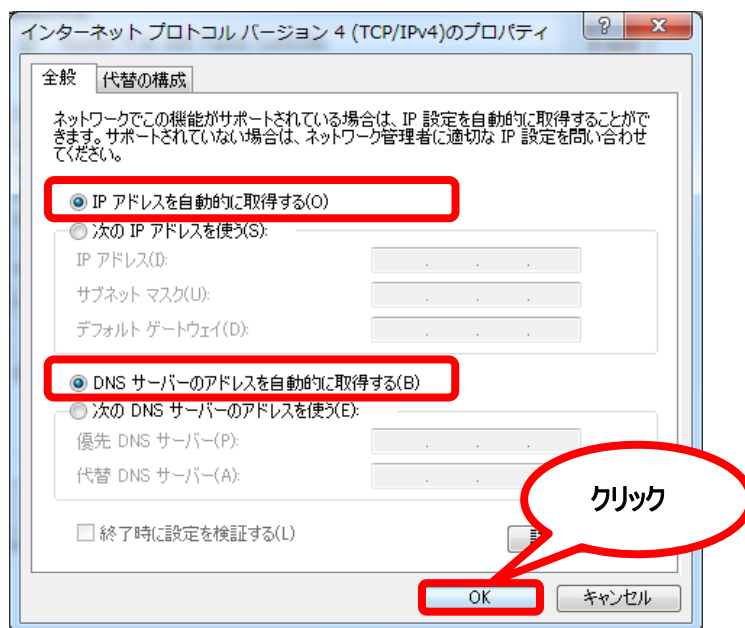 インターネット プロトコル バージョン 4 (TCP/IPv4)のプロパティ
全般 代替の構成
ネットワークでこの機能がサポートされている場合は、IP 設定を自動的に取得することがで
きます。サポートされていない場合は、ネットワーク管理者に適切な IP 設定を問い合わせ
てください。
IP アドレスを自動的に取得する(O)
次の IP アドレスを使う(S):
IP アドレス(I):
サブネット マスク(U):
デフォルト ゲートウェイ(D):
DNS サーバーのアドレスを自動的に取得する(B)
次の DNS サーバーのアドレスを使う(E):
優先 DNS サーバー(P):
代替 DNS サーバー(A):
クリック
終了時に設定を検証する(L)
OK キャンセル